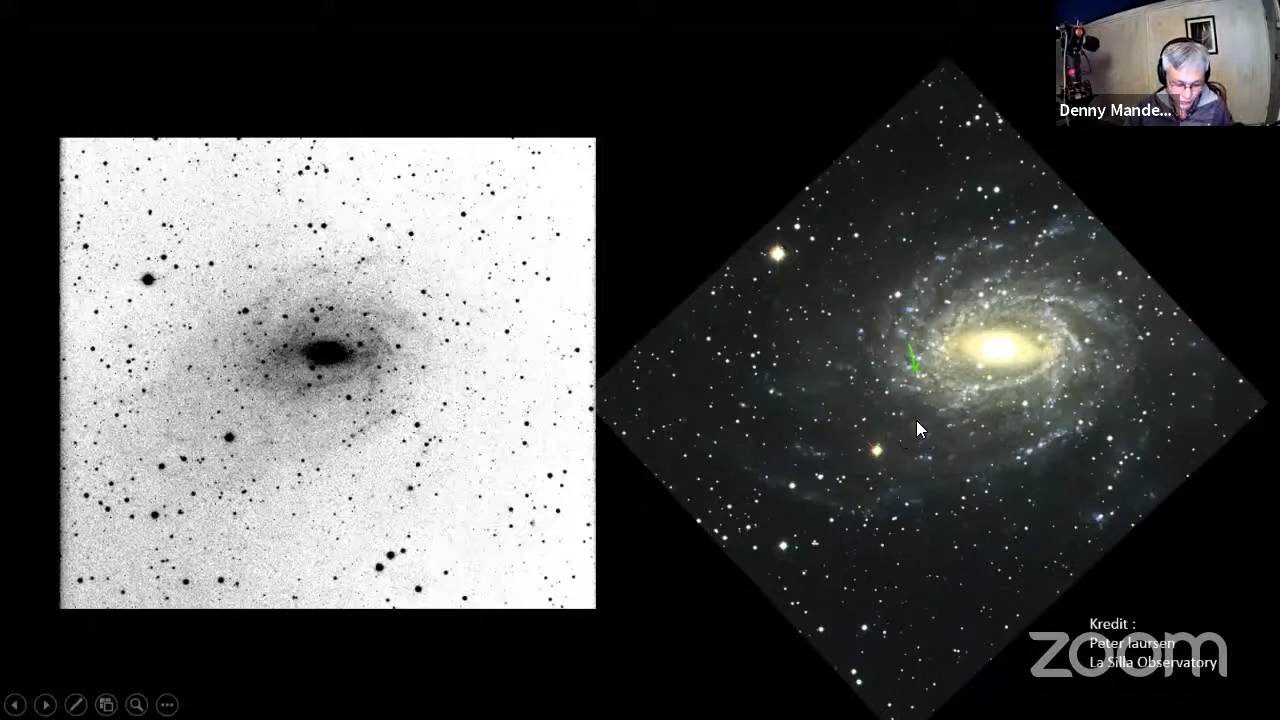 Denny Mande...
Kredit :
Peter laursen
La Silla Observatory
zoom